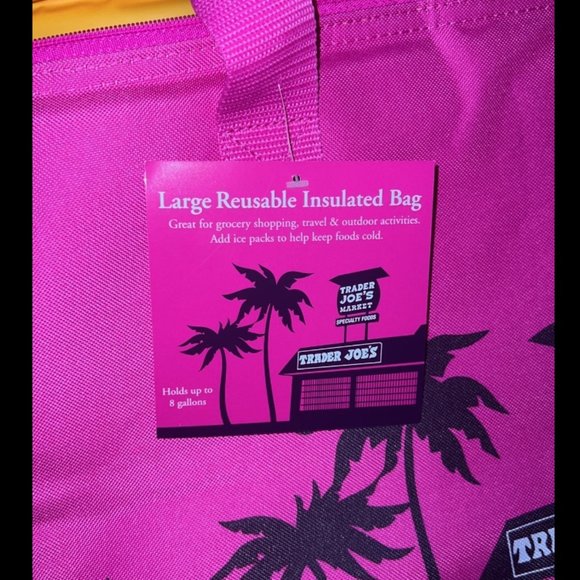 Large Reusable Insulated Bag
Great for grocery shopping, travel & outdoor activities.
Add ice packs to help keep foods cold.
TRADER
JOE'S
MARKET
SPECIALTY FOODS
TRADER JOE'S
Holds up to
8 gallons